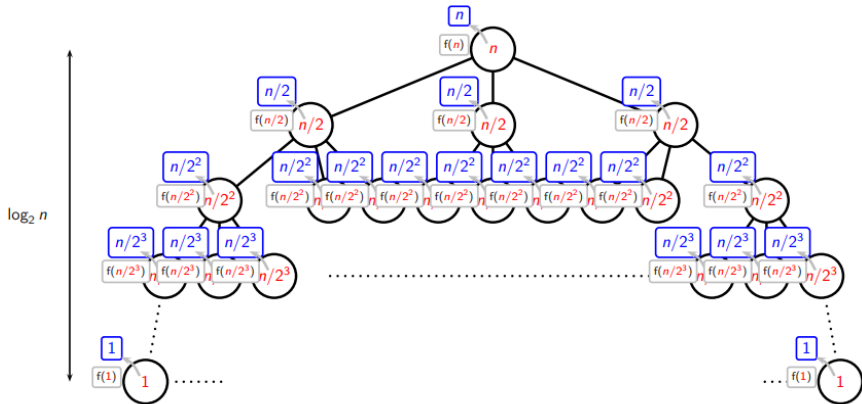 n
f(n) n
n/2 n/2 n/2
f(n/2) n/2 f(n/2) n/2 f(n/2) n/2
n/2² n/2² n/2² n/2² n/2² n/2² n/2² n/2² n/2²
f(n/2²) n/2² f(n/2²) n f(n/2²) n f(n/2²) n f(n/2²) n f(n/2²) n f(n/2²) n f(n/2²) n/2² f(n/2²) n/2²
log₂ n
n/2³ n/2³ n/2³ n/2³ n/2³ n/2³
f(n/2³) n f(n/2³) n f(n/2³) n/2³ f(n/2³) n f(n/2³) n f(n/2³) n/2³
1 1
f(1) 1 f(1) 1